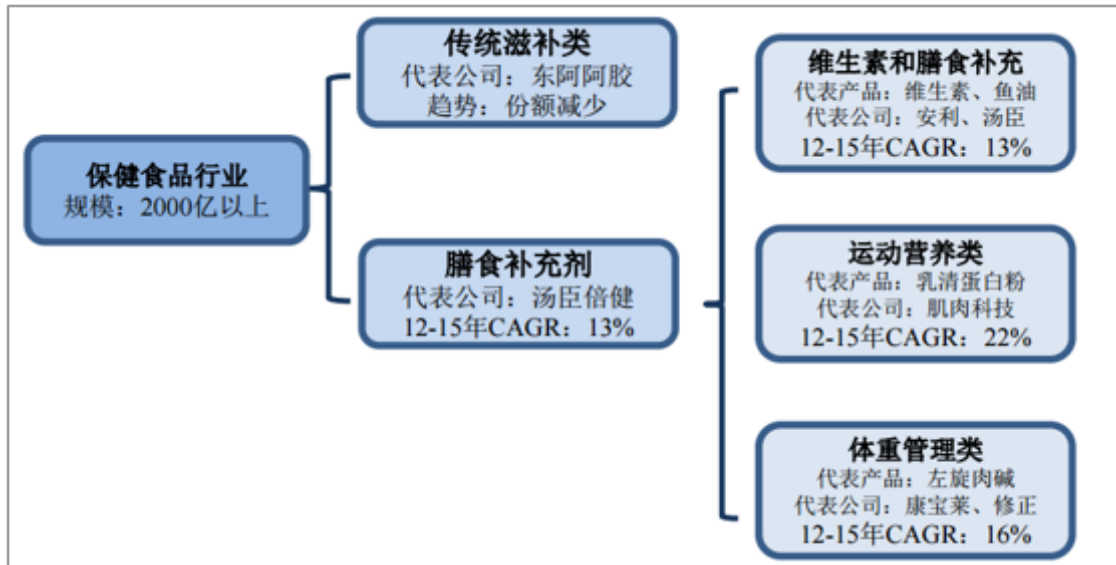 保健食品行业
规模：2000亿以上
传统滋补类
代表公司：东阿阿胶
趋势：份额减少
膳食补充剂
代表公司：汤臣倍健
12-15年CAGR：13%
维生素和膳食补充
代表产品：维生素、鱼油
代表公司：安利、汤臣
12-15年CAGR：13%
运动营养类
代表产品：乳清蛋白粉
代表公司：肌肉科技
12-15年CAGR：22%
体重管理类
代表产品：左旋肉碱
代表公司：康宝莱、修正
12-15年CAGR：16%